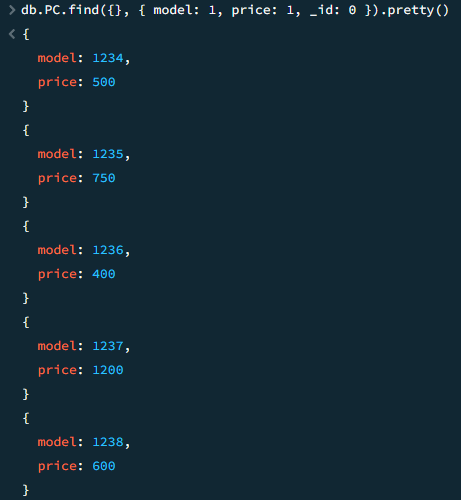 > db.PC.find({}, { model: 1, price: 1, _id: 0 }).pretty()
< {
model: 1234,
price: 500
}
{
model: 1235,
price: 750
}
{
model: 1236,
price: 400
}
{
model: 1237,
price: 1200
}
{
model: 1238,
price: 600
}